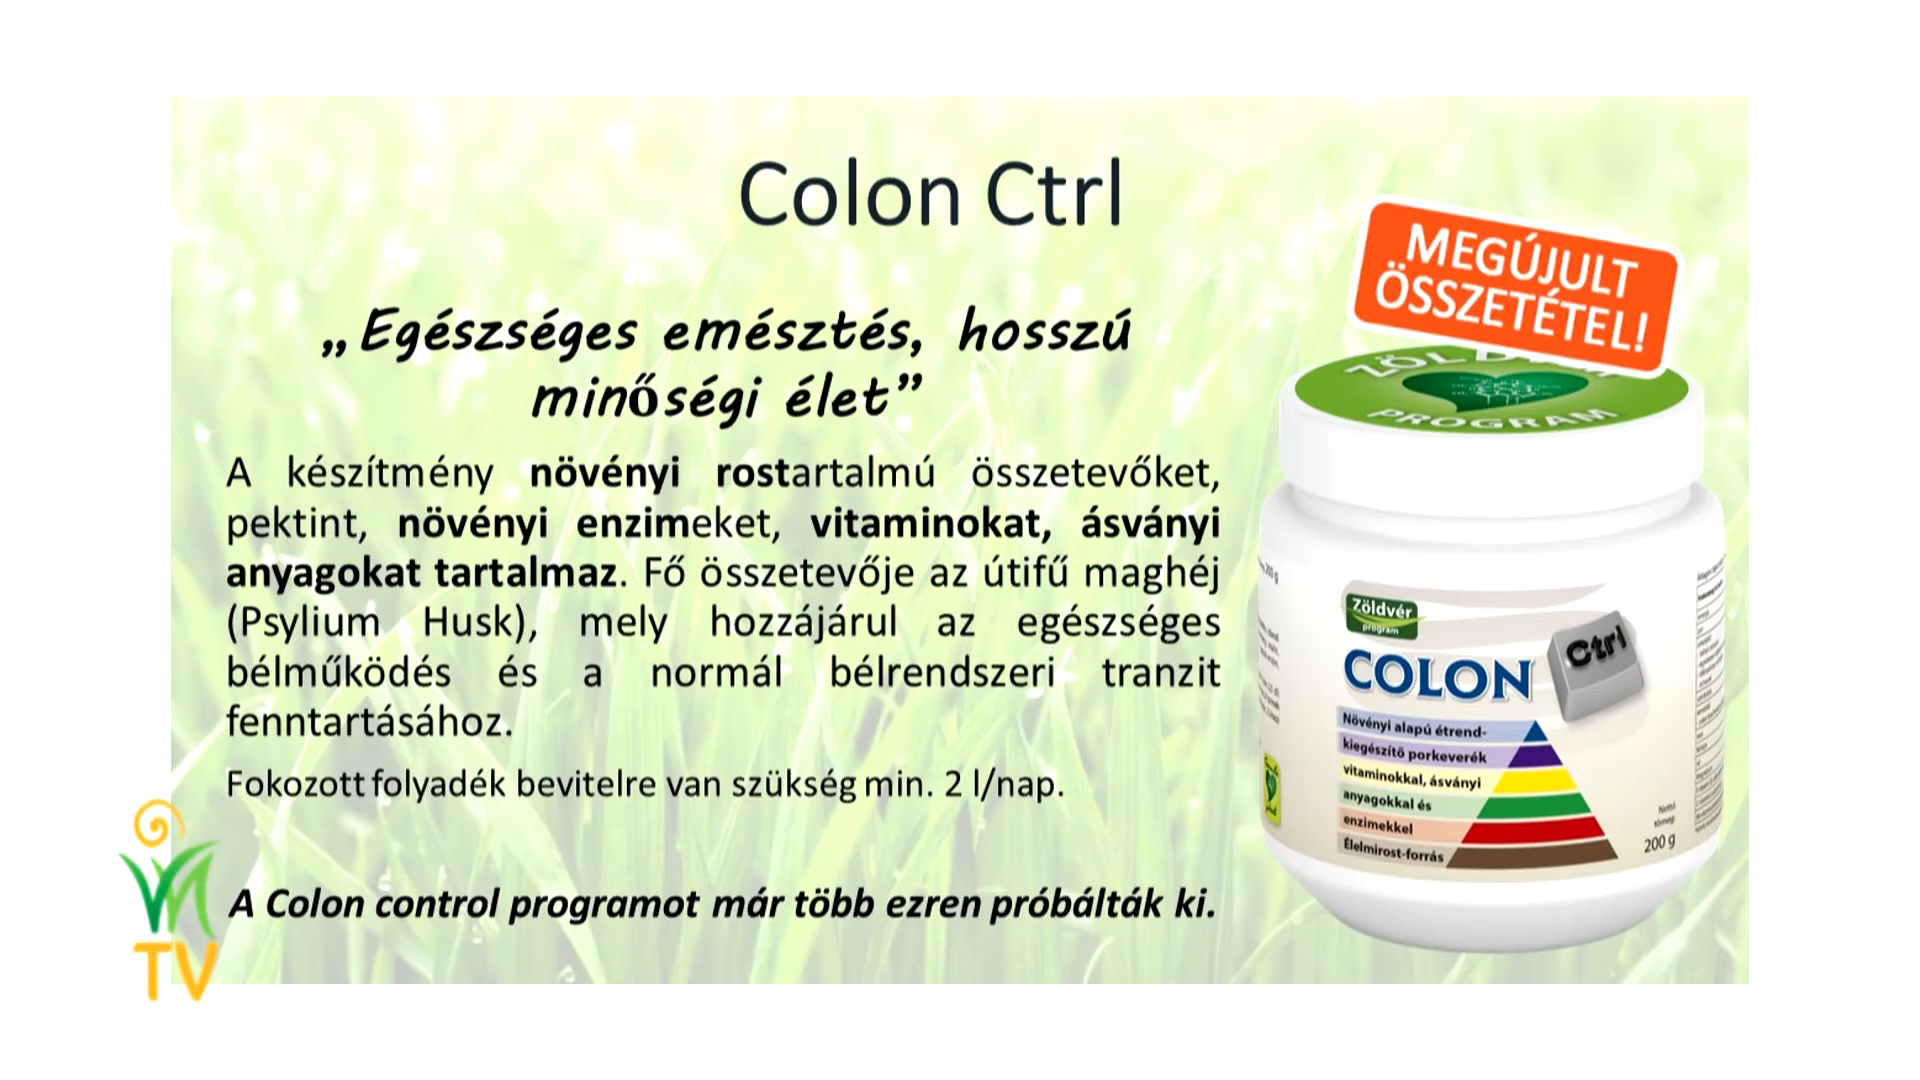 Colon Ctrl
MEGÚJULT
ÖSSZETÉTEL!
„Egészséges emésztés, hosszú
minőségi élet”
A készítmény növényi rostartalmú összetevőket,
pektint, növényi enzimeket, vitaminokat, ásványi
anyagokat tartalmaz. Fő összetevője az útifű maghéj
(Psylium Husk), mely hozzájárul az egészséges
bélműködés és a normál bélrendszeri tranzit
fenntartásához.
Fokozott folyadék bevitelre van szükség min. 2 l/nap.
A Colon control programot már több ezren próbálták ki.
PROGRAM
Zöldvér
program
COLON
Ctrl
Növényi alapú étrend-
kiegészítő porkeverék
vitaminokkal, ásványi
anyagokkal és
enzimekkel
Élelmirost-forrás
Nettó
tömeg:
200 g
TV